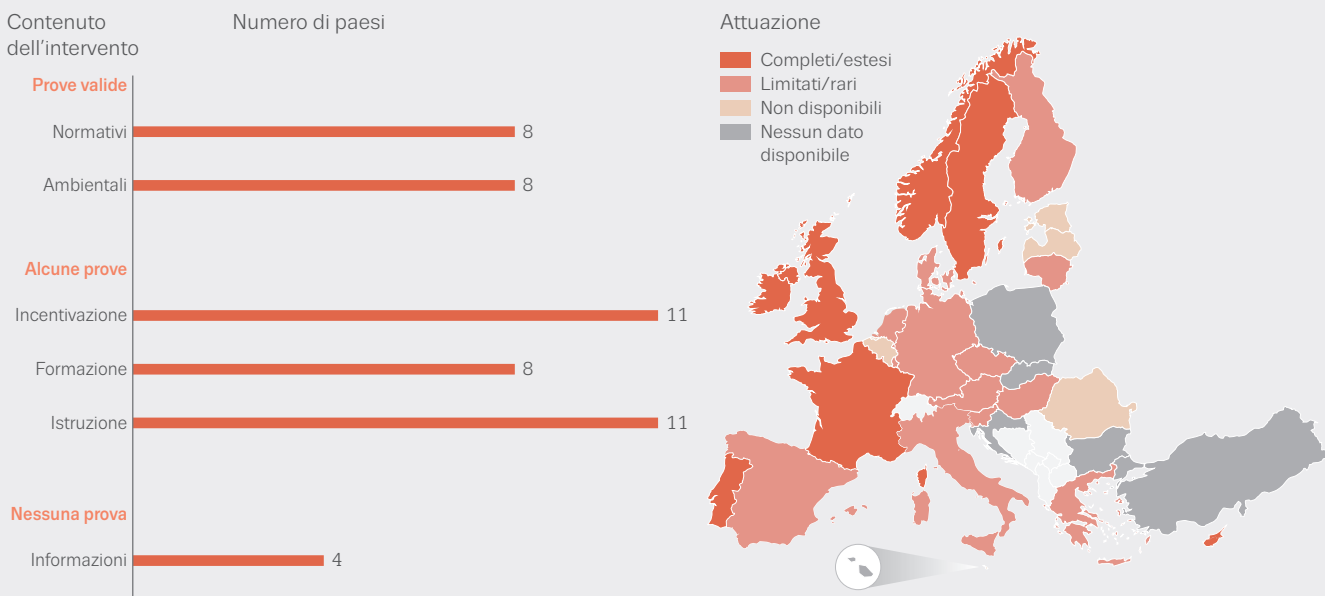 Contenuto
dell'intervento
Numero di paesi
Prove valide
Normativi
8
Ambientali
8
Alcune prove
Incentivazione
11
Formazione
8
Istruzione
11
Nessuna prova
Informazioni
4
Attuazione
Completi/estesi
Limitati/rari
Non disponibili
Nessun dato
disponibile